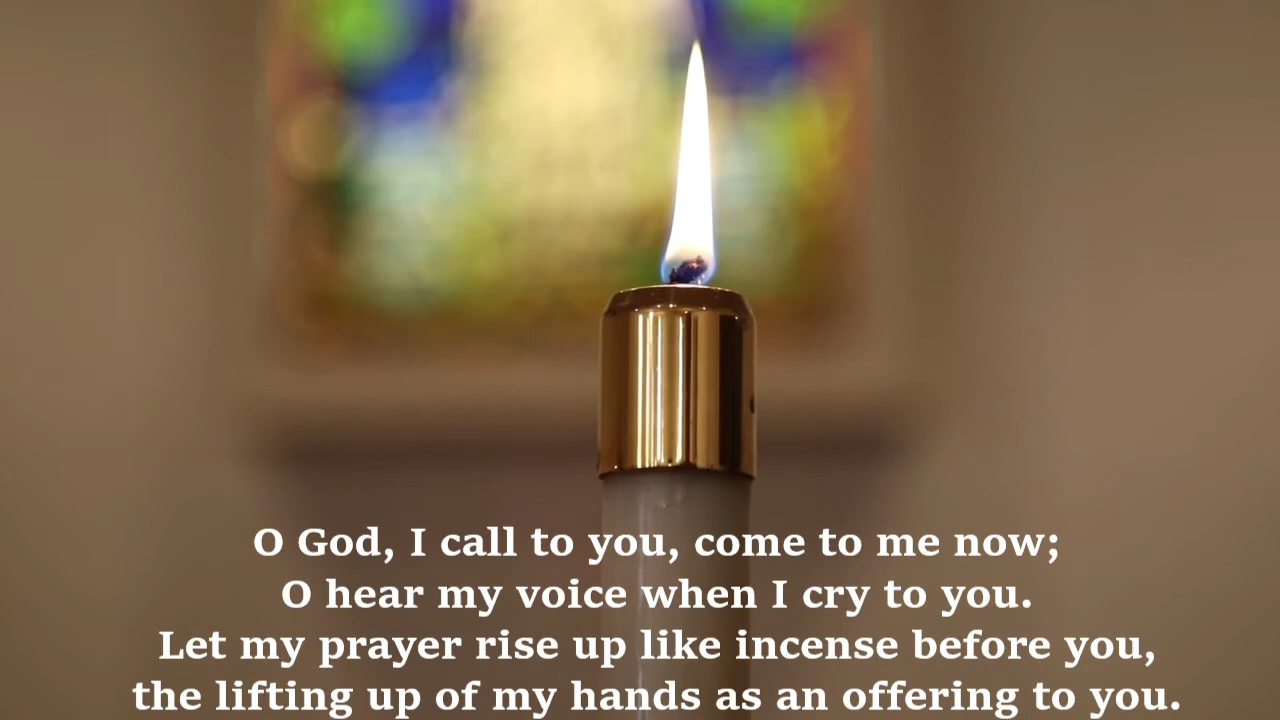 O God, I call to you, come to me now;
O hear my voice when I cry to you.
Let my prayer rise up like incense before you,
the lifting up of my hands as an offering to you.